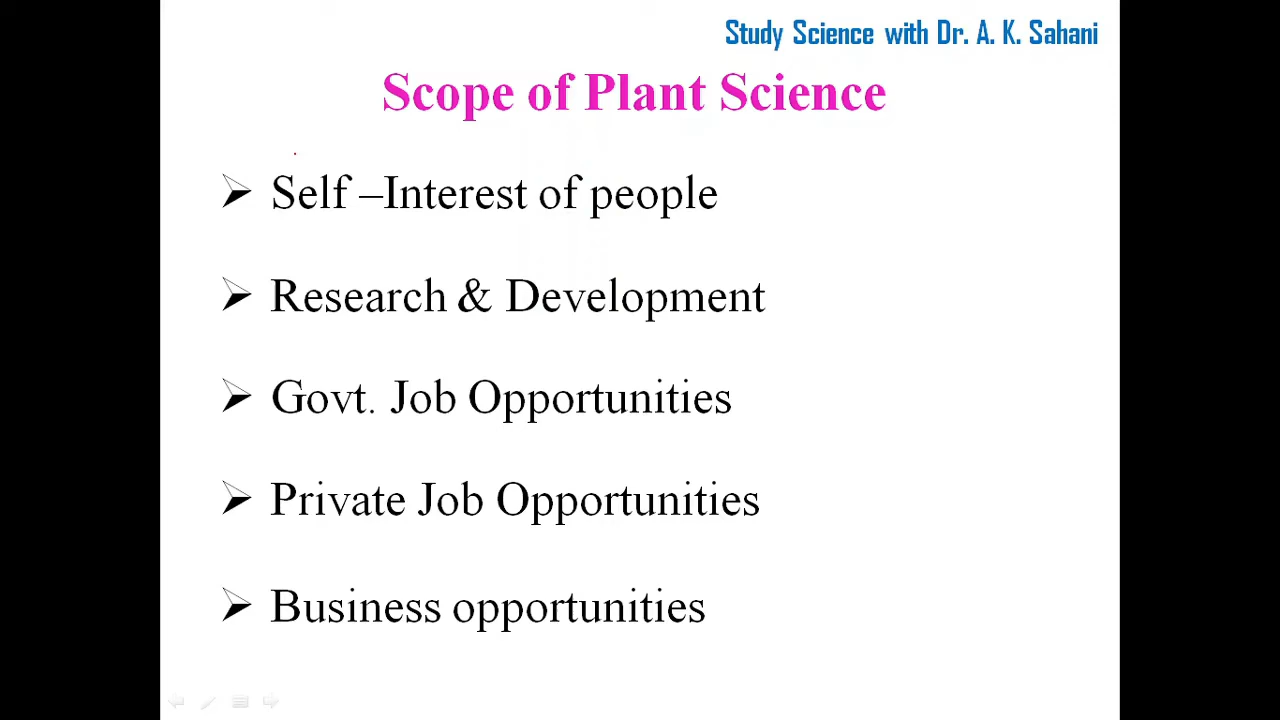 Study Science with Dr. A. K. Sahani
Scope of Plant Science
Self –Interest of people
Research & Development
Govt. Job Opportunities
Private Job Opportunities
Business opportunities